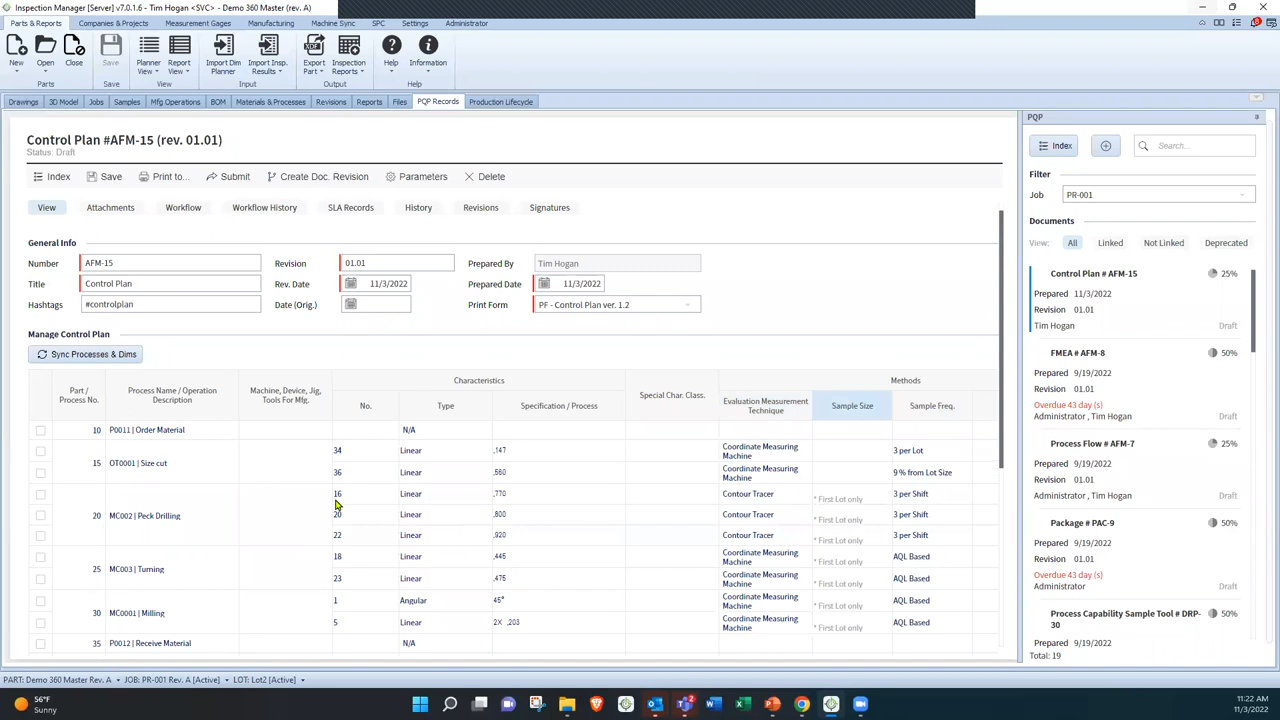 Inspection Manager [Server] v7.0.1.6 - Tim Hogan <SVC> - Demo 360 Master (rev. A)
Parts & Reports Companies & Projects Measurement Gages Manufacturing Machine Sync SPC Settings Administrator
New Open Close Save Planner View Report View Import Dim Planner Import Insp. Results Export Part Inspection Reports Help Information
Parts Save View Input Output Help
Drawings 3D Model Jobs Samples Mfg Operations BOM Materials & Processes Revisions Reports Files PQP Records Production Lifecycle
Control Plan #AFM-15 (rev. 01.01)
Status: Draft
Index Save Print to... Submit Create Doc. Revision Parameters Delete
View Attachments Workflow Workflow History SLA Records History Revisions Signatures
General Info
Number AFM-15 Revision 01.01 Prepared By Tim Hogan
Title Control Plan Rev. Date 11/3/2022 Prepared Date 11/3/2022
Hashtags #controlplan Date (Orig.) Print Form PF - Control Plan ver. 1.2
Manage Control Plan
Sync Processes & Dims
Part / Process No. Process Name / Operation Description Machine, Device, Jig, Tools For Mfg. Characteristics Special Char. Class. Methods
No. Type Specification / Process Evaluation Measurement Technique Sample Size Sample Freq.
10 P0011 | Order Material N/A
15 OT0001 | Size cut
34 Linear .147 Coordinate Measuring Machine 3 per Lot
36 Linear .560 Coordinate Measuring Machine 9 % from Lot Size
20 MC002 | Peck Drilling
16 Linear .770 Contour Tracer * First Lot only 3 per Shift
20 Linear .800 Contour Tracer * First Lot only 3 per Shift
22 Linear .920 Contour Tracer * First Lot only 3 per Shift
25 MC003 | Turning
18 Linear .445 Coordinate Measuring Machine * First Lot only AQL Based
23 Linear .475 Coordinate Measuring Machine * First Lot only AQL Based
30 MC0001 | Milling
1 Angular 45° Coordinate Measuring Machine * First Lot only AQL Based
5 Linear 2X .203 Coordinate Measuring Machine * First Lot only AQL Based
35 P0012 | Receive Material N/A
PQP
Index Search...
Filter
Job PR-001
Documents
View: All Linked Not Linked Deprecated
Control Plan # AFM-15 25%
Prepared 11/3/2022
Revision 01.01
Tim Hogan Draft
FMEA # AFM-8 50%
Prepared 9/19/2022
Revision 01.01
Overdue 43 day (s)
Administrator , Tim Hogan Draft
Process Flow # AFM-7 25%
Prepared 9/19/2022
Revision 01.01
Administrator , Tim Hogan Draft
Package # PAC-9 50%
Prepared 9/19/2022
Revision 01.01
Overdue 43 day (s)
Administrator Draft
Process Capability Sample Tool # DRP-30 50%
Prepared 9/19/2022
Total: 19
PART: Demo 360 Master Rev. A JOB: PR-001 Rev. A [Active] LOT: Lot2 [Active]
56°F
Sunny
11:22 AM
11/3/2022